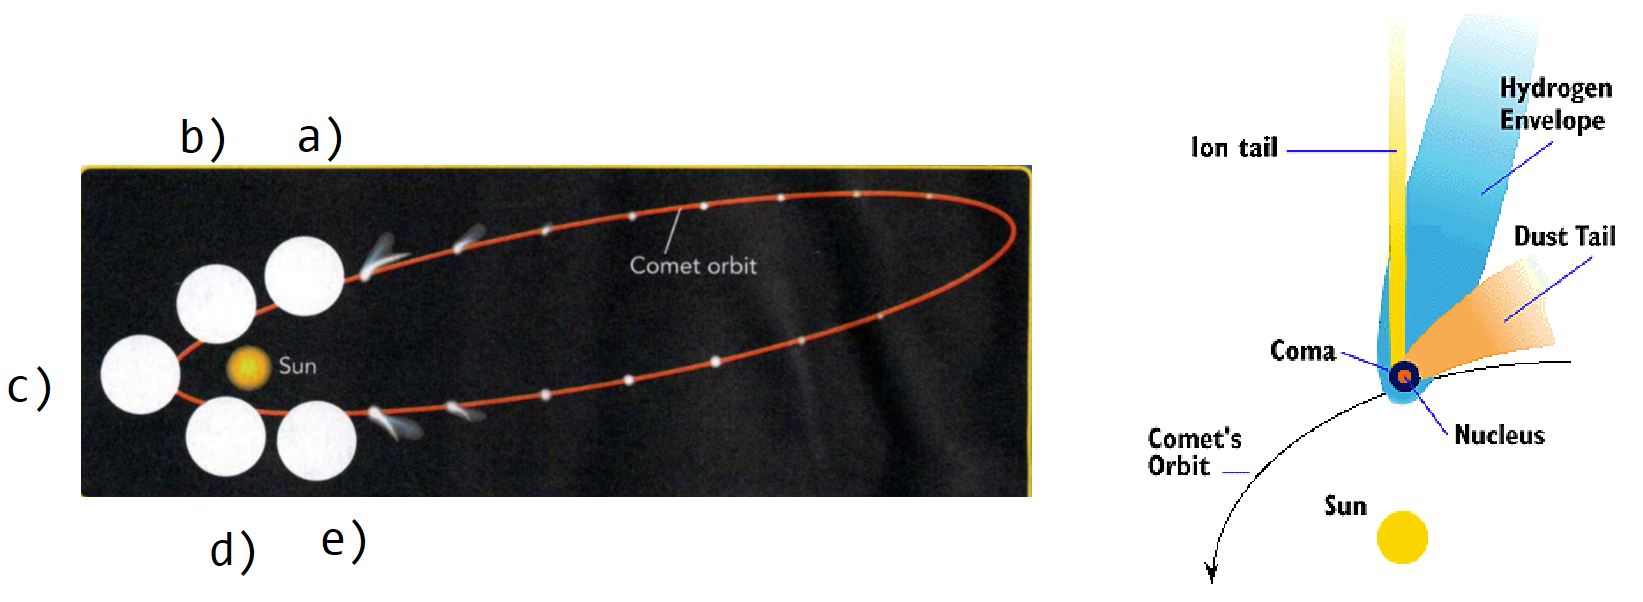 b)
a)
Comet orbit
Sun
c)
d)
e)
Hydrogen
Envelope
Ion tail
Dust Tail
Coma
Nucleus
Comet's
Orbit
Sun